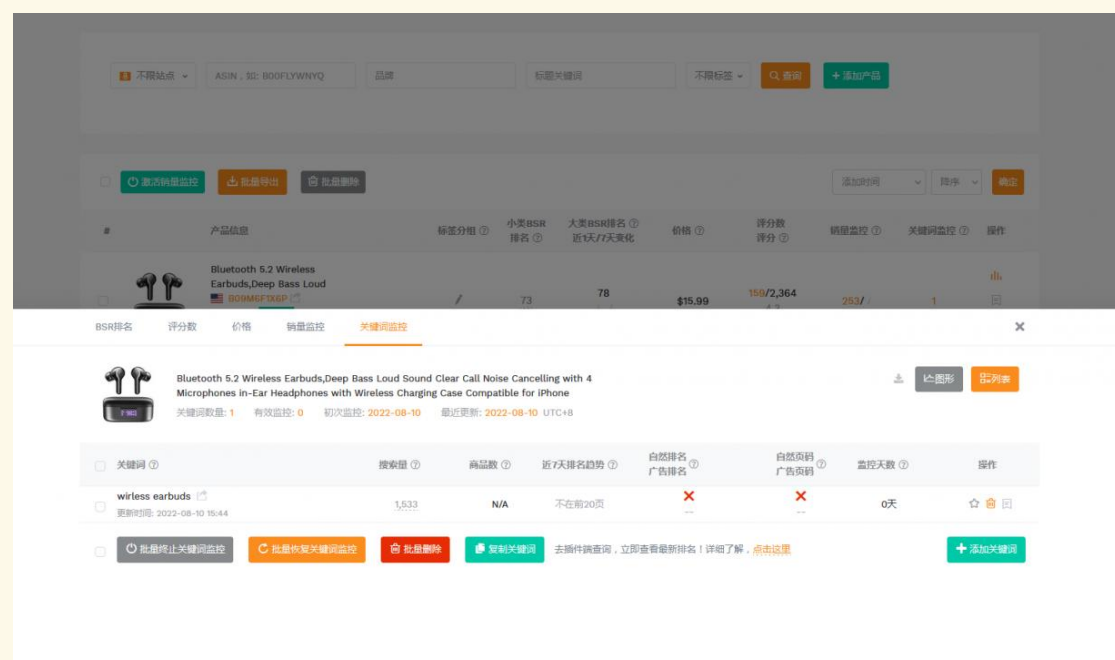 不限站点 ASIN，如: B00FLYWNYQ 品牌 标题关键词 不限标签 查询 + 添加产品
激活销量监控 批量导出 批量删除 添加时间 降序 确定
# 产品信息 标签分组 小类BSR排名 大类BSR排名 近1天/7天变化 价格 评分数 评分 销量监控 关键词监控 操作
Bluetooth 5.2 Wireless
Earbuds,Deep Bass Loud
B09M6F1X6P
/ 73 78 $15.99 159/2,364 253/ 1
BSR排名 评分数 价格 销量监控 关键词监控
Bluetooth 5.2 Wireless Earbuds,Deep Bass Loud Sound Clear Call Noise Cancelling with 4
Microphones in-Ear Headphones with Wireless Charging Case Compatible for iPhone
图形 列表
关键词数量: 1 有效监控: 0 初次监控: 2022-08-10 最近更新: 2022-08-10 UTC+8
关键词 搜索量 商品数 近7天排名趋势 自然排名 广告排名 自然页码 广告页码 监控天数 操作
wirless earbuds 1,533 N/A 不在前20页 -- -- 0天
更新时间: 2022-08-10 15:44
批量终止关键词监控 批量恢复关键词监控 批量删除 复制关键词 去插件端查询，立即查看最新排名！详细了解，点击这里 + 添加关键词